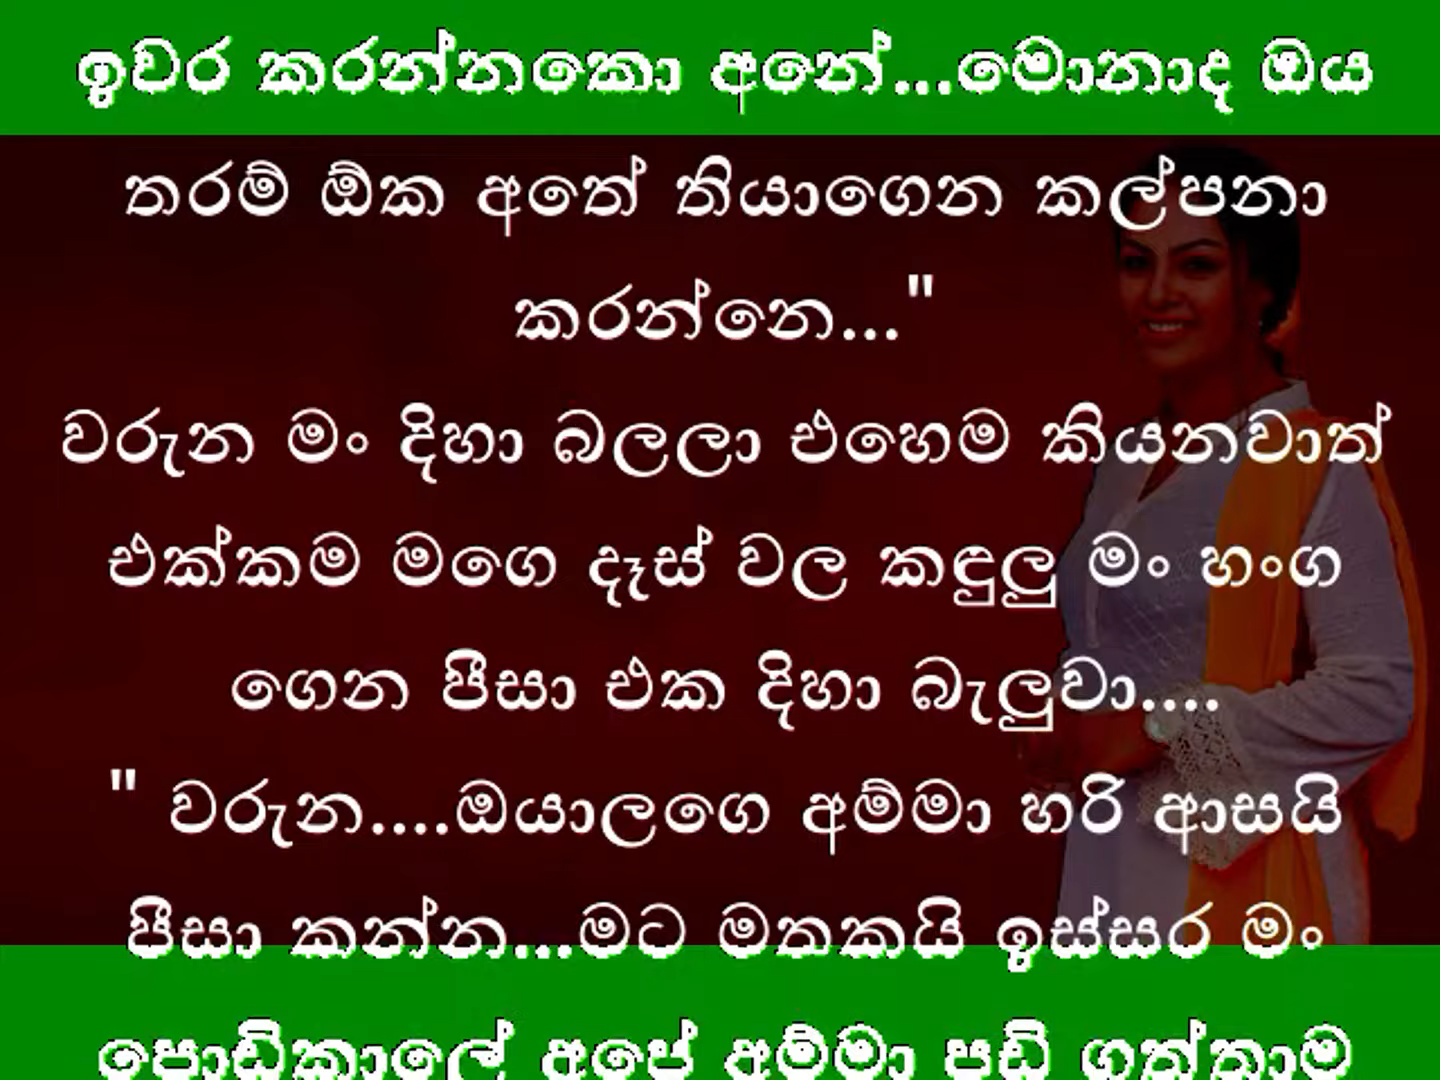 ඉවර කරන්නකො අනේ...මොනාද ඔය
තරම් ඕක අතේ තියාගෙන කල්පනා
කරන්නෙ..."
වරුන මං දිහා බලලා එහෙම කියනවාත්
එක්කම මගෙ දෑස් වල කඳුලු මං හංග
ගෙන පීසා එක දිහා බැලුවා....
" වරුන....ඔයාලගෙ අම්මා හරි ආසයි
පීසා කන්න...මට මතකයි ඉස්සර මං
පොඩිකාලේ අපේ අම්මා පඩි ගත්තාම